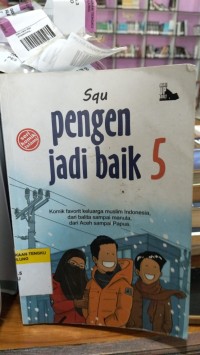 Squ
pengen
jadi baik 5
Komik favorit keluarga muslim Indonesia,
dari balita sampai manula,
dari Aceh sampai Papua